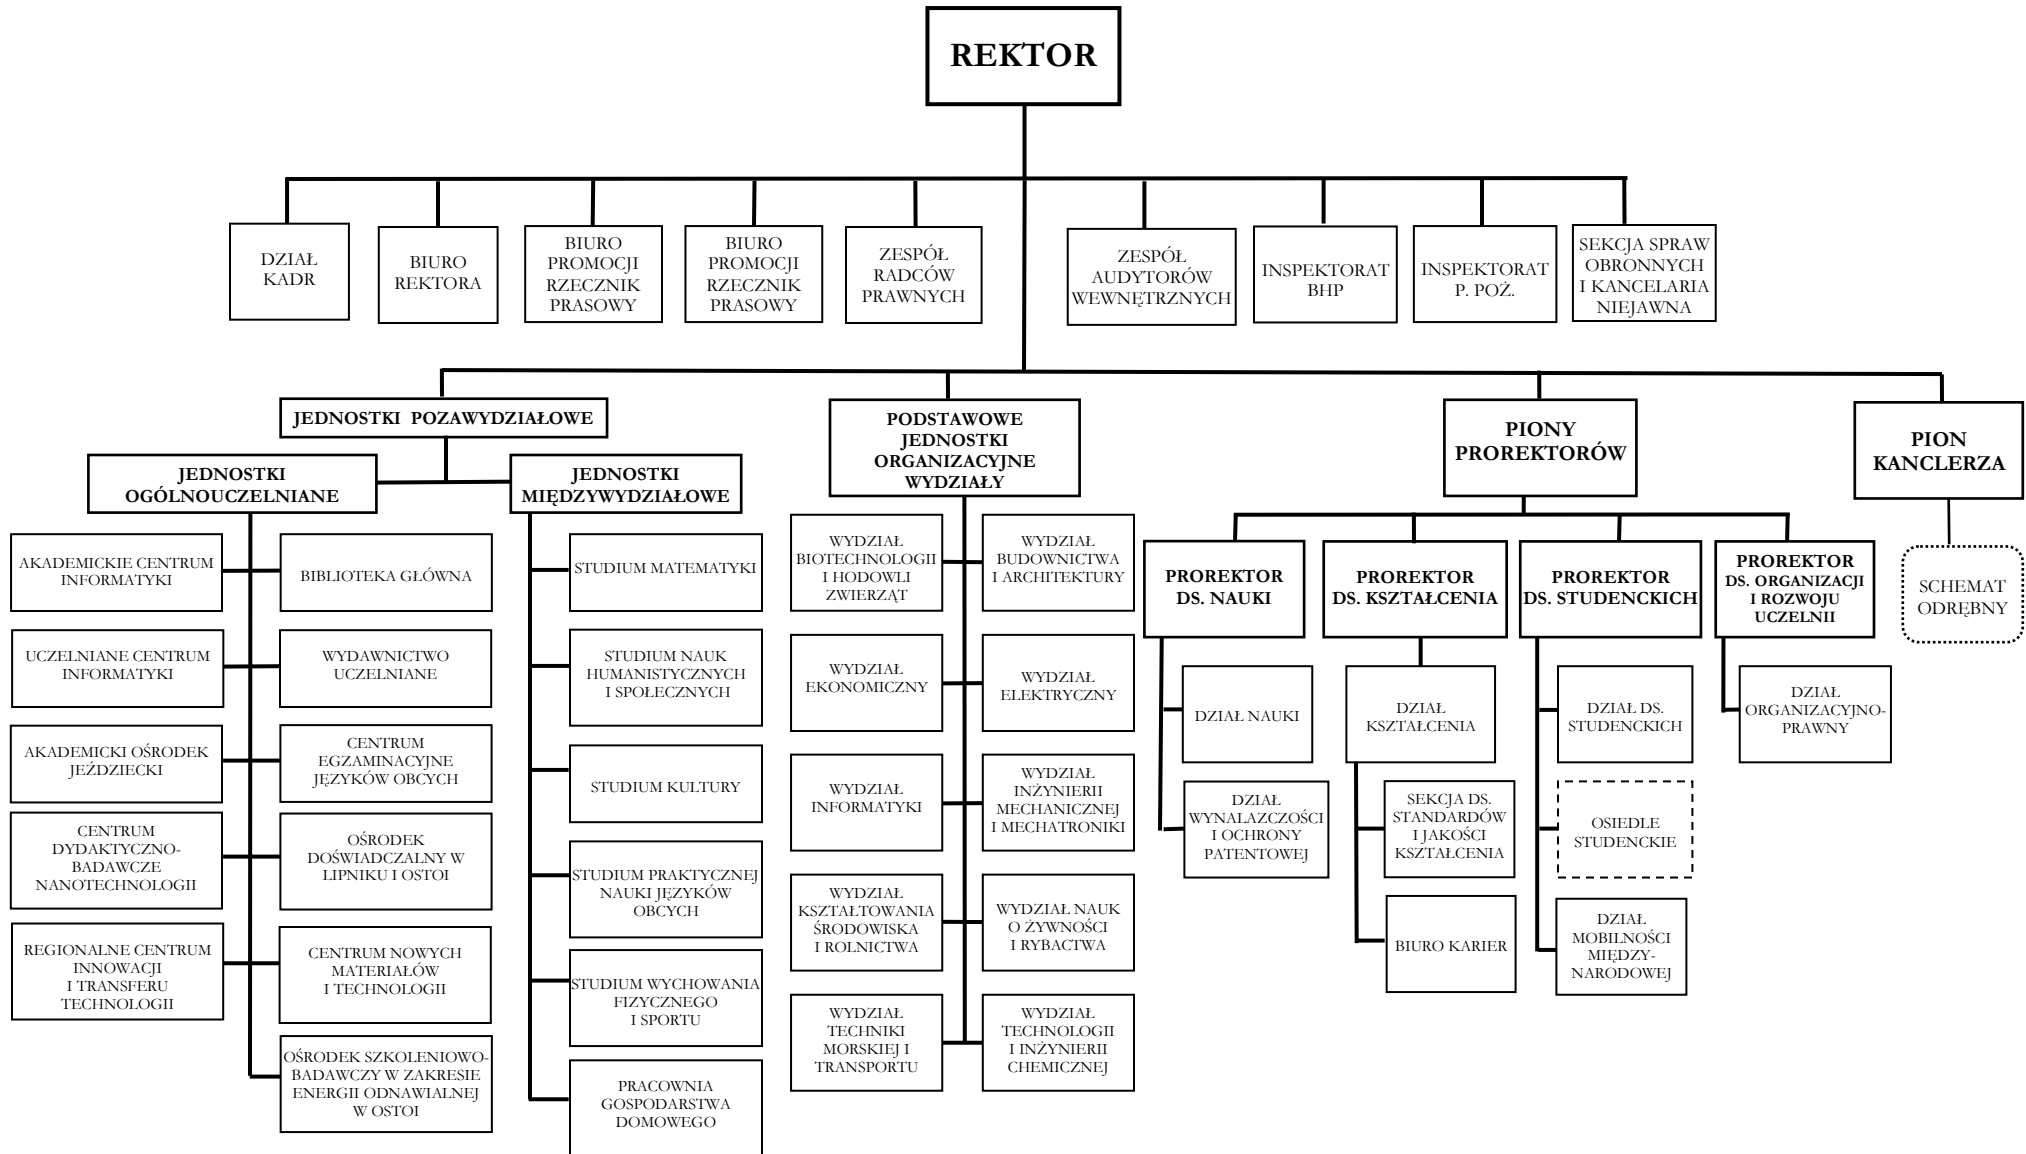 REKTOR
DZIAŁ
KADR
BIURO
REKTORA
BIURO
PROMOCJI
RZECZNIK
PRASOWY
BIURO
PROMOCJI
RZECZNIK
PRASOWY
ZESPÓŁ
RADCÓW
PRAWNYCH
ZESPÓŁ
AUDYTORÓW
WEWNĘTRZNYCH
INSPEKTORAT
BHP
INSPEKTORAT
P. POŻ.
SEKCJA SPRAW
OBRONNYCH
I KANCELARIA
NIEJAWNA
JEDNOSTKI POZAWYDZIAŁOWE
JEDNOSTKI
OGÓLNOUCZELNIANE
AKADEMICKIE CENTRUM
INFORMATYKI
BIBLIOTEKA GŁÓWNA
UCZELNIANE CENTRUM
INFORMATYKI
WYDAWNICTWO
UCZELNIANE
AKADEMICKI OŚRODEK
JEŹDZIECKI
CENTRUM
EGZAMINACYJNE
JĘZYKÓW OBCYCH
CENTRUM
DYDAKTYCZNO-
BADAWCZE
NANOTECHNOLOGII
OŚRODEK
DOŚWIADCZALNY W
LIPNIKU I OSTOI
REGIONALNE CENTRUM
INNOWACJI
I TRANSFERU
TECHNOLOGII
CENTRUM NOWYCH
MATERIAŁÓW
I TECHNOLOGII
OŚRODEK SZKOLENIOWO-
BADAWCZY W ZAKRESIE
ENERGII ODNAWIALNEJ
W OSTOI
JEDNOSTKI
MIĘDZYWYDZIAŁOWE
STUDIUM MATEMATYKI
STUDIUM NAUK
HUMANISTYCZNYCH
I SPOŁECZNYCH
STUDIUM KULTURY
STUDIUM PRAKTYCZNEJ
NAUKI JĘZYKÓW
OBCYCH
STUDIUM WYCHOWANIA
FIZYCZNEGO
I SPORTU
PRACOWNIA
GOSPODARSTWA
DOMOWEGO
PODSTAWOWE
JEDNOSTKI
ORGANIZACYJNE
WYDZIAŁY
WYDZIAŁ
BIOTECHNOLOGII
I HODOWLI
ZWIERZĄT
WYDZIAŁ
BUDOWNICTWA
I ARCHITEKTURY
WYDZIAŁ
EKONOMICZNY
WYDZIAŁ
ELEKTRYCZNY
WYDZIAŁ
INFORMATYKI
WYDZIAŁ
INŻYNIERII
MECHANICZNEJ
I MECHATRONIKI
WYDZIAŁ
KSZTAŁTOWANIA
ŚRODOWISKA
I ROLNICTWA
WYDZIAŁ NAUK
O ŻYWNOŚCI
I RYBACTWA
WYDZIAŁ
TECHNIKI
MORSKIEJ I
TRANSPORTU
WYDZIAŁ
TECHNOLOGII
I INŻYNIERII
CHEMICZNEJ
PIONY
PROREKTORÓW
PROREKTOR
DS. NAUKI
DZIAŁ NAUKI
DZIAŁ
WYNALAZCZOŚCI
I OCHRONY
PATENTOWEJ
PROREKTOR
DS. KSZTAŁCENIA
DZIAŁ
KSZTAŁCENIA
SEKCJA DS.
STANDARDÓW
I JAKOŚCI
KSZTAŁCENIA
BIURO KARIER
PROREKTOR
DS. STUDENCKICH
DZIAŁ DS.
STUDENCKICH
OSIEDLE
STUDENCKIE
DZIAŁ
MOBILNOŚCI
MIĘDZY-
NARODOWEJ
PROREKTOR
DS. ORGANIZACJI
I ROZWOJU
UCZELNII
DZIAŁ
ORGANIZACYJNO-
PRAWNY
PION
KANCLERZA
SCHEMAT
ODRĘBNY